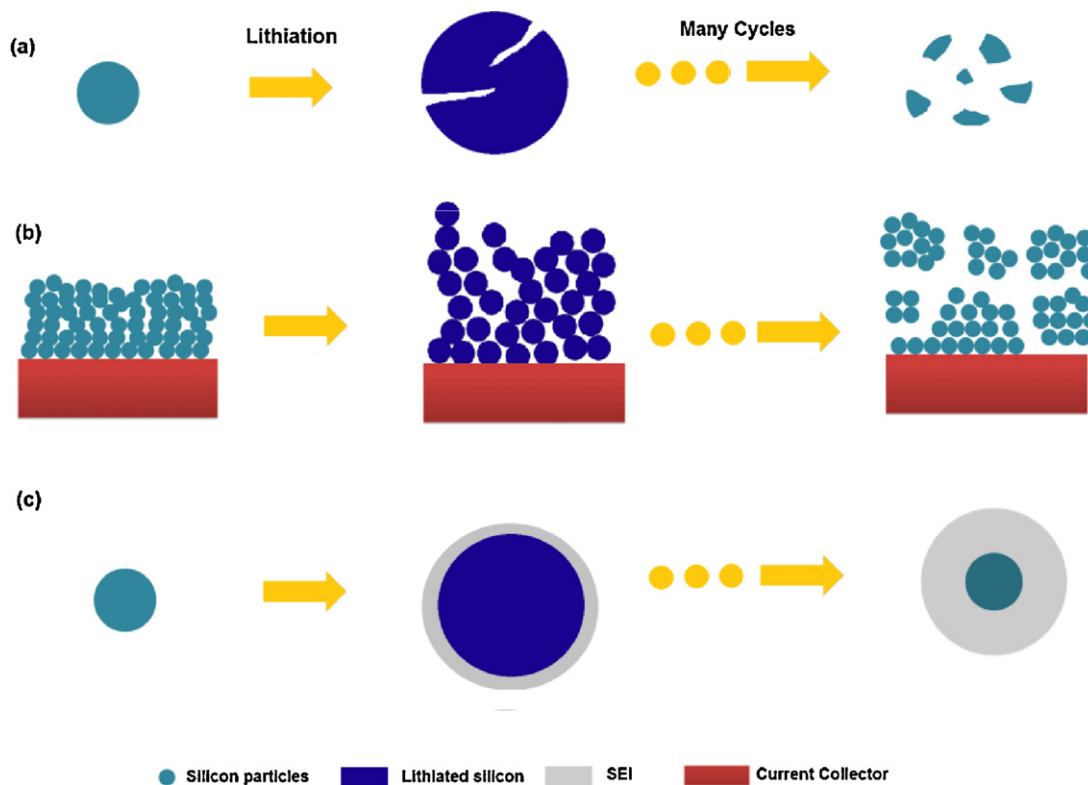 (a)
Lithiation
Many Cycles
(b)
(c)
Silicon particles
Lithiated silicon
SEI
Current Collector